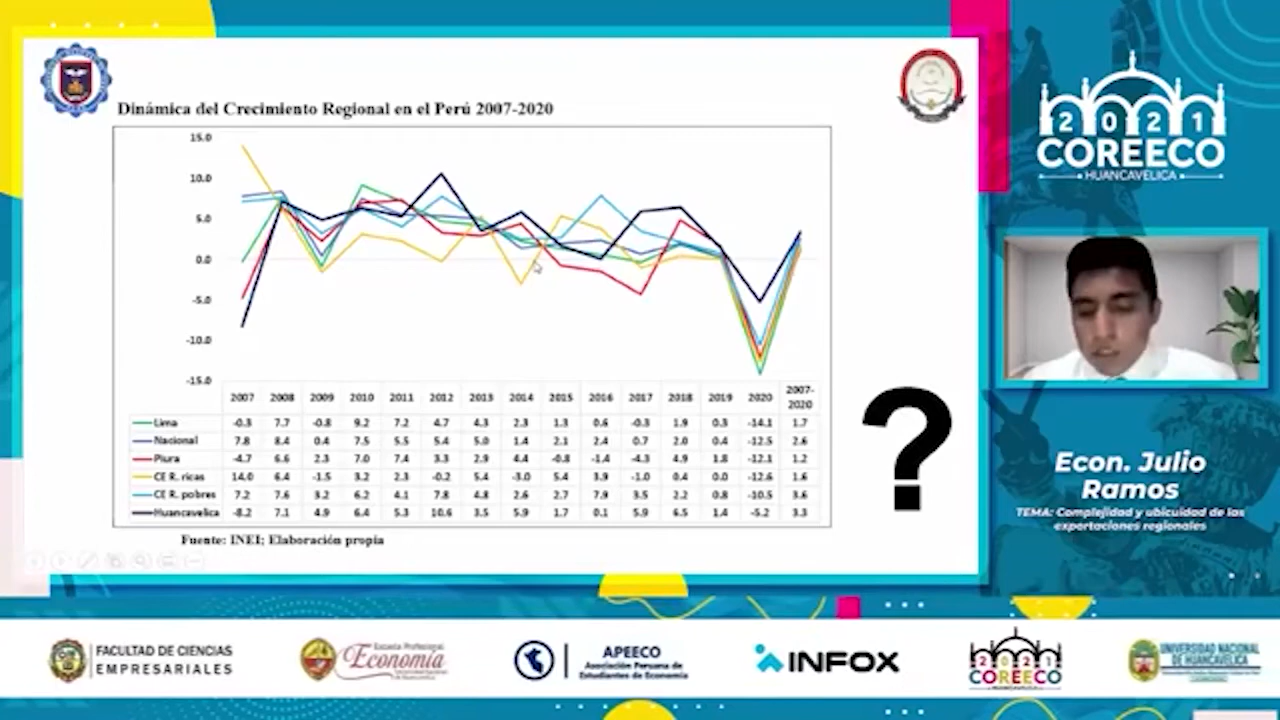 Dinámica del Crecimiento Regional en el Perú 2007-2020
15.0
10.0
5.0
0.0
-5.0
-10.0
-15.0
2007 2008 2009 2010 2011 2012 2013 2014 2015 2016 2017 2018 2019 2020 2007-2020
Lima -0.3 7.7 -0.8 9.2 7.2 4.7 4.3 2.3 1.3 0.6 -0.3 1.9 0.3 -14.1 1.7
Nacional 7.8 8.4 0.4 7.5 5.5 5.4 5.0 1.4 2.1 2.4 0.7 2.0 0.4 -12.5 2.6
Piura -4.7 6.6 2.3 7.0 7.4 3.3 2.9 4.4 -0.8 -1.4 -4.3 4.9 1.8 -12.1 1.2
CE R. ricas 14.0 6.4 -1.5 3.2 2.3 -0.2 5.4 -3.0 5.4 3.9 -1.0 0.4 0.0 -12.6 1.6
CE R. pobres 7.2 7.6 3.2 6.2 4.1 7.8 4.8 2.6 2.7 7.9 3.5 2.2 0.8 -10.5 3.6
Huancavelica -8.2 7.1 4.9 6.4 5.3 10.6 3.5 5.9 1.7 0.1 5.9 6.5 1.4 -5.2 3.3
Fuente: INEI; Elaboración propia
?
2021
COREECO
HUANCAVELICA
Econ. Julio
Ramos
TEMA: Complejidad y ubicuidad de las
exportaciones regionales
FACULTAD DE CIENCIAS
EMPRESARIALES
Escuela Profesional
Economía
APEECO
Asociación Peruana de
Estudiantes de Economía
INFOX
2021
COREECO
HUANCAVELICA
UNIVERSIDAD NACIONAL
DE HUANCAVELICA